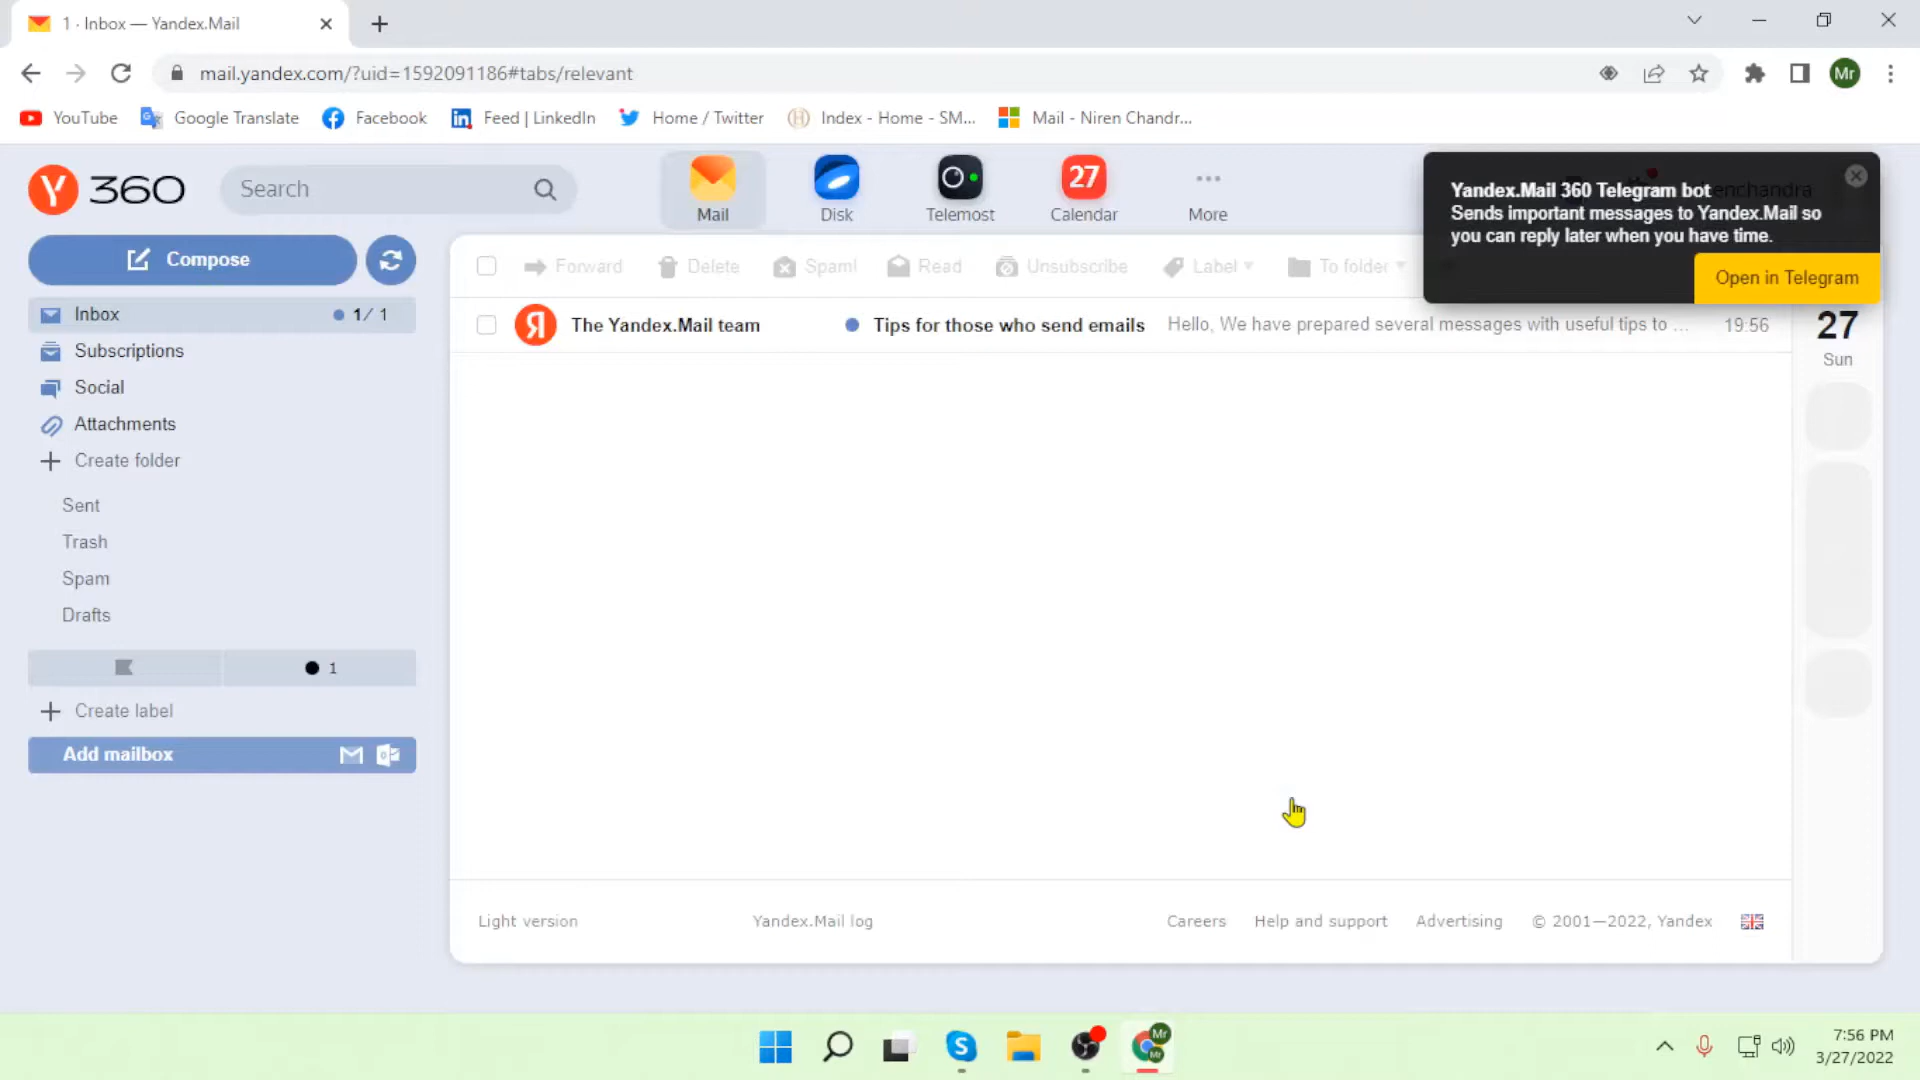 1 · Inbox — Yandex.Mail
mail.yandex.com/?uid=1592091186#tabs/relevant
Mr
YouTube
Google Translate
Facebook
Feed | LinkedIn
Home / Twitter
Index - Home - SM...
Mail - Niren Chandr...
Y 360
Search
Mail
Disk
Telemost
27
Calendar
More
Yandex.Mail 360 Telegram bot
Sends important messages to Yandex.Mail so
you can reply later when you have time.
Open in Telegram
Compose
Forward
Delete
Spam!
Read
Unsubscribe
Label
To folder
Inbox
1 / 1
Я The Yandex.Mail team
Tips for those who send emails
Hello, We have prepared several messages with useful tips to ...
19:56
27
Sun
Subscriptions
Social
Attachments
Create folder
Sent
Trash
Spam
Drafts
1
Create label
Add mailbox
Light version
Yandex.Mail log
Careers
Help and support
Advertising
© 2001—2022, Yandex
Mr
Mr
7:56 PM
3/27/2022